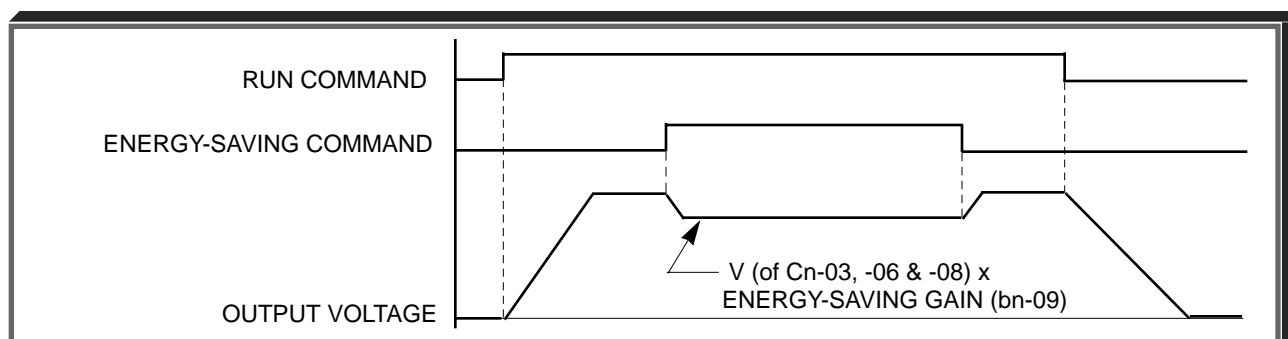 RUN COMMAND
ENERGY-SAVING COMMAND
V (of Cn-03, -06 & -08) x
ENERGY-SAVING GAIN (bn-09)
OUTPUT VOLTAGE